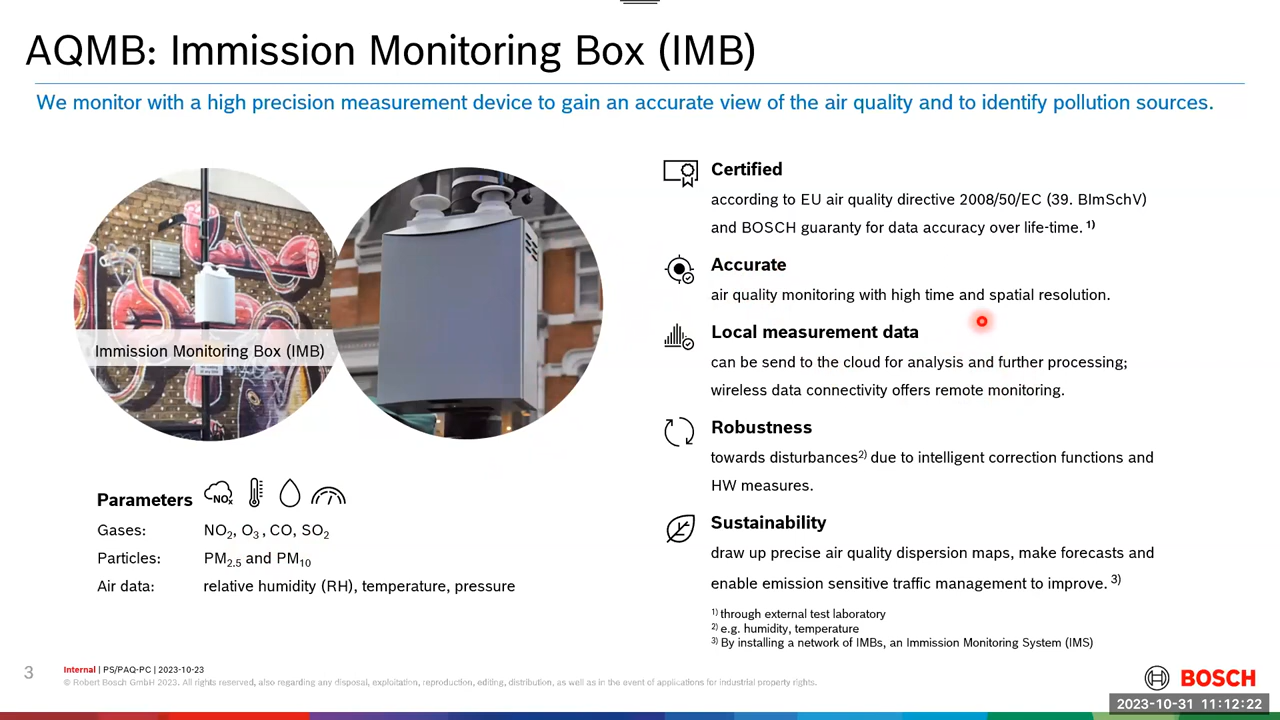 AQMB: Immission Monitoring Box (IMB)
We monitor with a high precision measurement device to gain an accurate view of the air quality and to identify pollution sources.
Immission Monitoring Box (IMB)
Parameters
NOx
Gases: NO2, O3 , CO, SO2
Particles: PM2.5 and PM10
Air data: relative humidity (RH), temperature, pressure
Certified
according to EU air quality directive 2008/50/EC (39. BImSchV)
and BOSCH guaranty for data accuracy over life-time. 1)
Accurate
air quality monitoring with high time and spatial resolution.
Local measurement data
can be send to the cloud for analysis and further processing;
wireless data connectivity offers remote monitoring.
Robustness
towards disturbances2) due to intelligent correction functions and
HW measures.
Sustainability
draw up precise air quality dispersion maps, make forecasts and
enable emission sensitive traffic management to improve. 3)
1) through external test laboratory
2) e.g. humidity, temperature
3) By installing a network of IMBs, an Immission Monitoring System (IMS)
3
Internal | PS/PAQ-PC | 2023-10-23
© Robert Bosch GmbH 2023. All rights reserved, also regarding any disposal, exploitation, reproduction, editing, distribution, as well as in the event of applications for industrial property rights.
BOSCH
2023-10-31 11:12:22